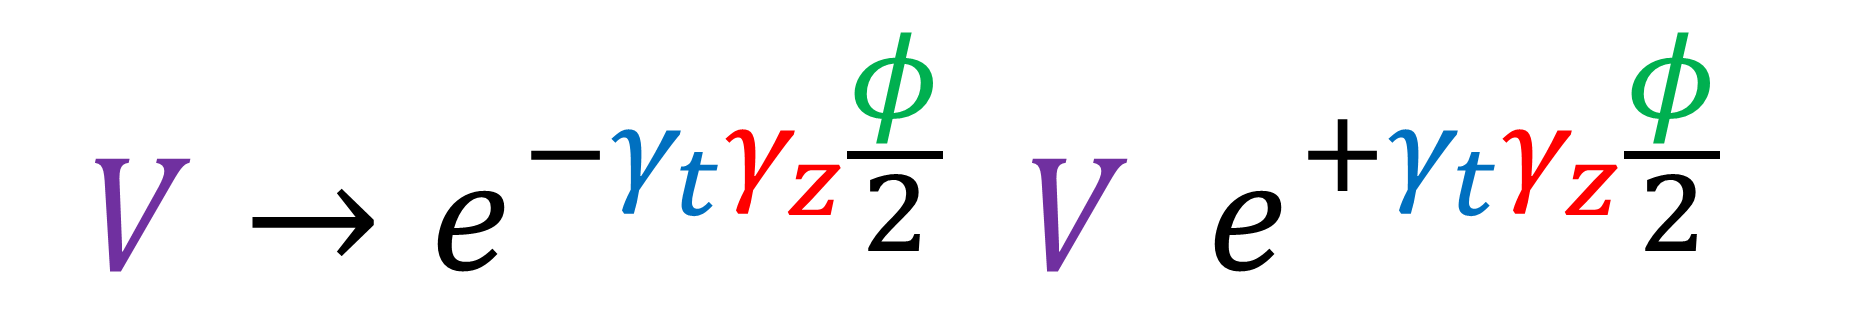 V → e^{−γ_t γ_z ϕ/2} V e^{+γ_t γ_z ϕ/2}